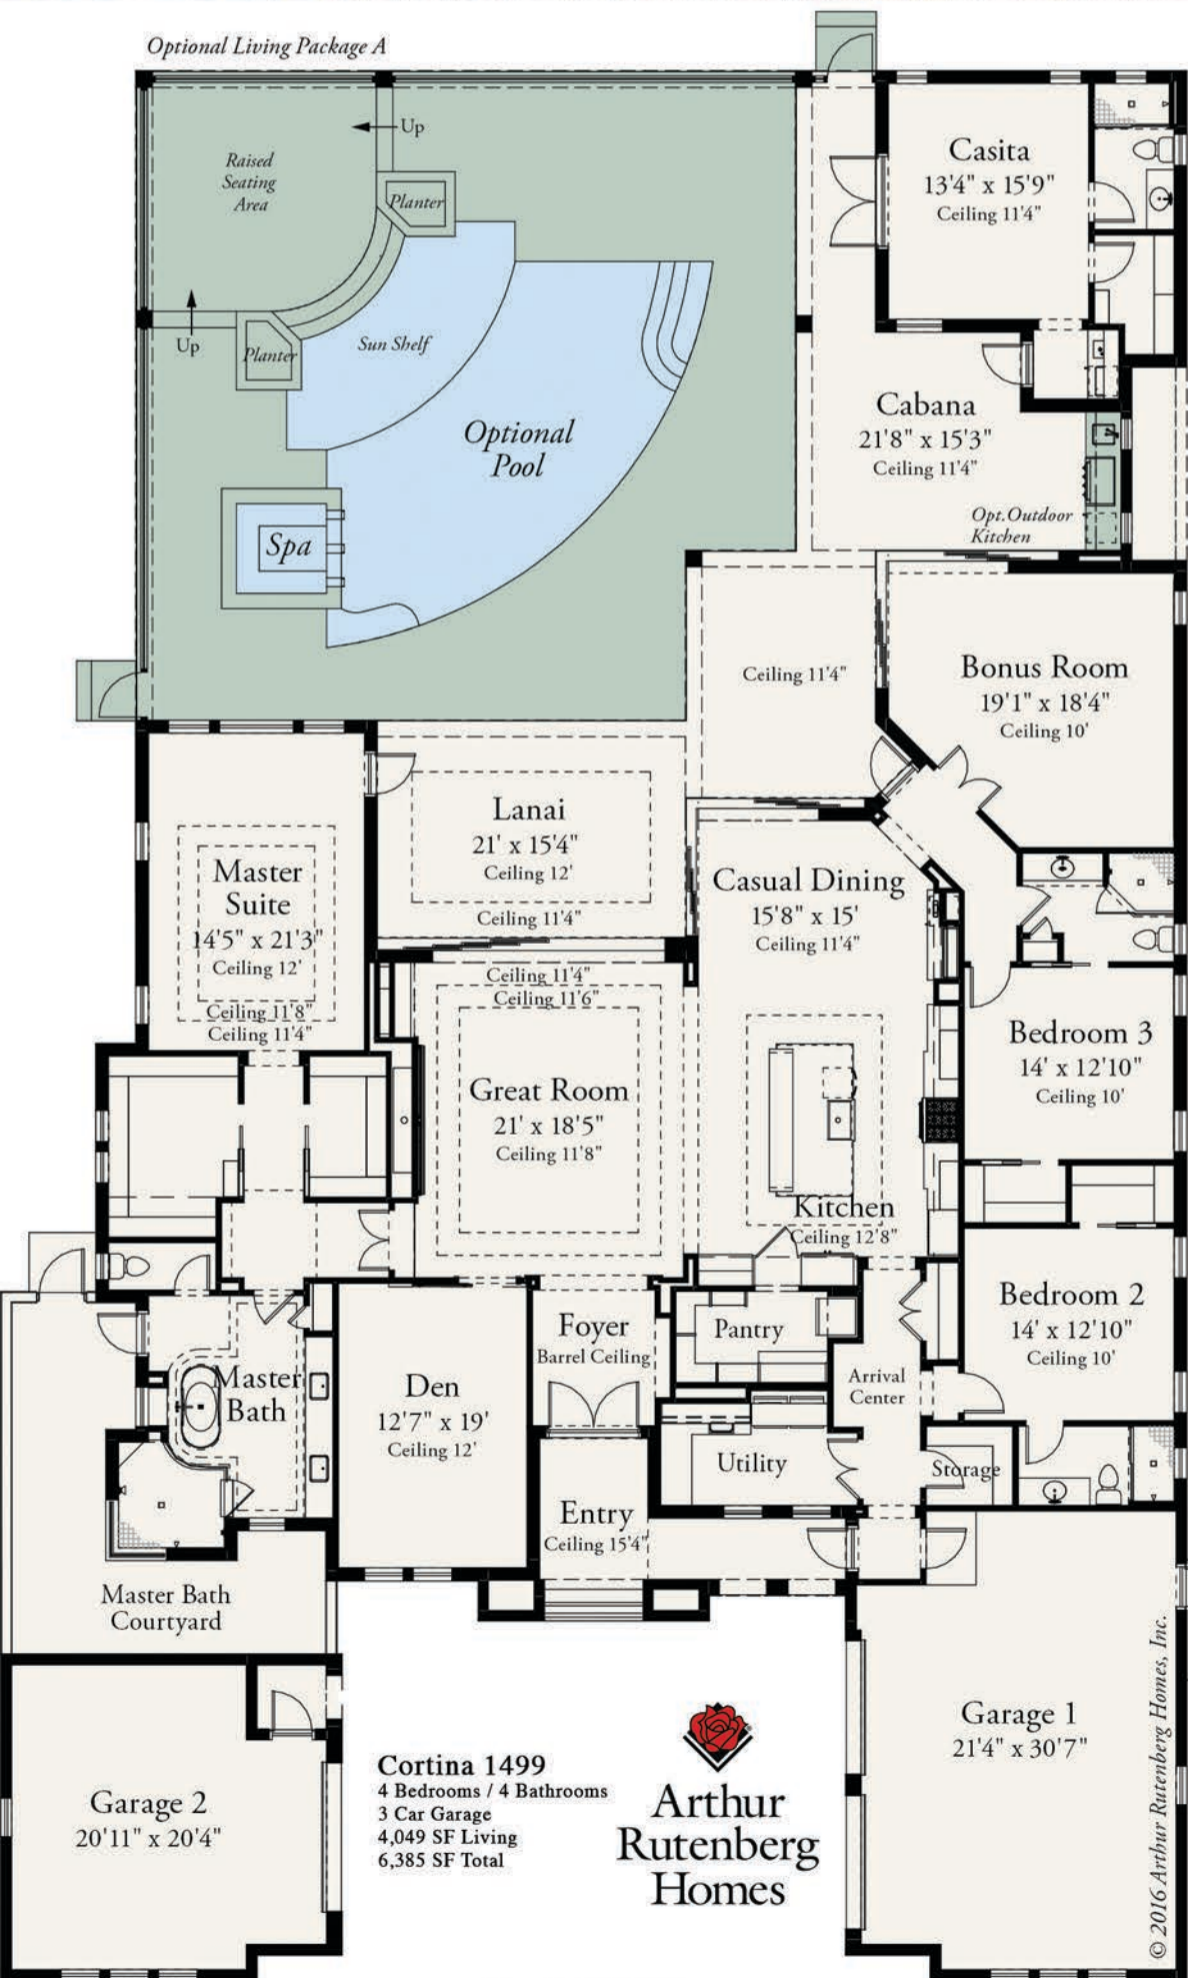 Optional Living Package A
Up
Raised
Seating
Area
Planter
Casita
13'4" x 15'9"
Ceiling 11'4"
Up
Planter
Sun Shelf
Optional
Pool
Cabana
21'8" x 15'3"
Ceiling 11'4"
Opt.Outdoor
Kitchen
Spa
Ceiling 11'4"
Bonus Room
19'1" x 18'4"
Ceiling 10'
Lanai
21' x 15'4"
Ceiling 12'
Ceiling 11'4"
Master
Suite
14'5" x 21'3"
Ceiling 12'
Ceiling 11'8"
Ceiling 11'4"
Casual Dining
15'8" x 15'
Ceiling 11'4"
Ceiling 11'4"
Ceiling 11'6"
Great Room
21' x 18'5"
Ceiling 11'8"
Bedroom 3
14' x 12'10"
Ceiling 10'
Kitchen
Ceiling 12'8"
Bedroom 2
14' x 12'10"
Ceiling 10'
Foyer
Barrel Ceiling
Pantry
Arrival
Center
Master
Bath
Den
12'7" x 19'
Ceiling 12'
Utility
Storage
Entry
Ceiling 15'4"
Master Bath
Courtyard
Garage 1
21'4" x 30'7"
Garage 2
20'11" x 20'4"
Cortina 1499
4 Bedrooms / 4 Bathrooms
3 Car Garage
4,049 SF Living
6,385 SF Total
Arthur
Rutenberg
Homes
© 2016 Arthur Rutenberg Homes, Inc.